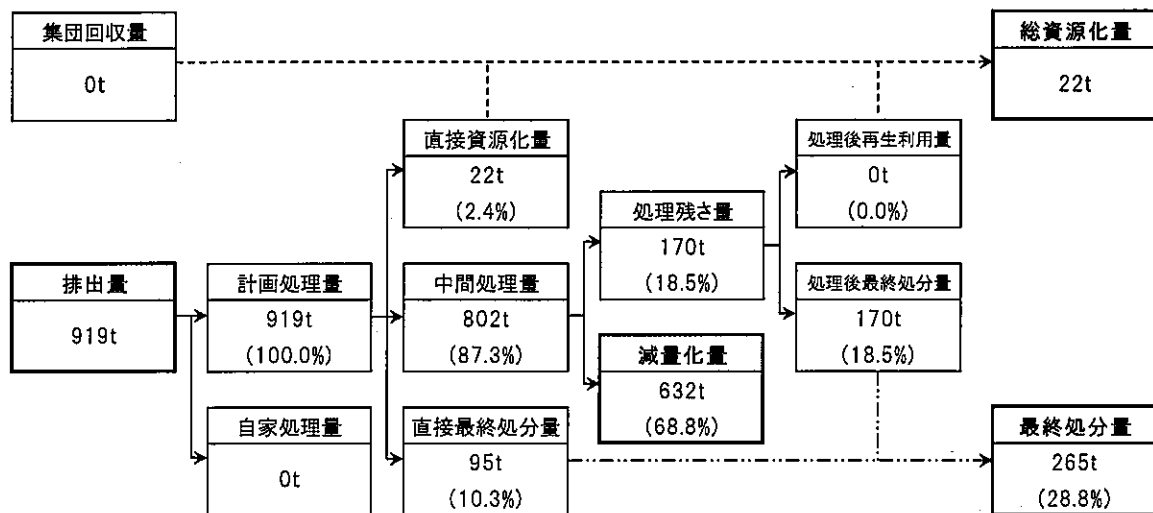 集団回収量
0t
総資源化量
22t
直接資源化量
22t
(2.4%)
処理後再生利用量
0t
(0.0%)
処理残さ量
170t
(18.5%)
排出量
919t
計画処理量
919t
(100.0%)
中間処理量
802t
(87.3%)
処理後最終処分量
170t
(18.5%)
減量化量
632t
(68.8%)
自家処理量
0t
直接最終処分量
95t
(10.3%)
最終処分量
265t
(28.8%)